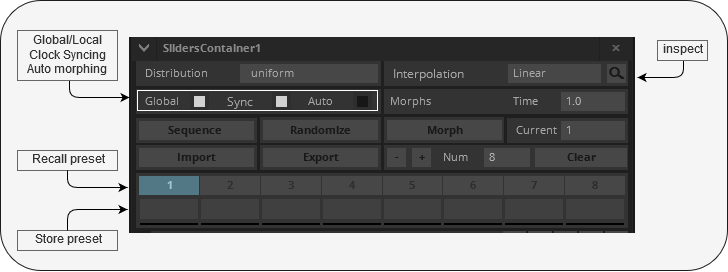 Global/Local
Clock Syncing
Auto morphing
SlidersContainer1
inspect
Distribution uniform Interpolation Linear
Global Sync Auto Morphs Time 1.0
Sequence Randomize Morph Current 1
Import Export - + Num 8 Clear
Recall preset
1 2 3 4 5 6 7 8
Store preset